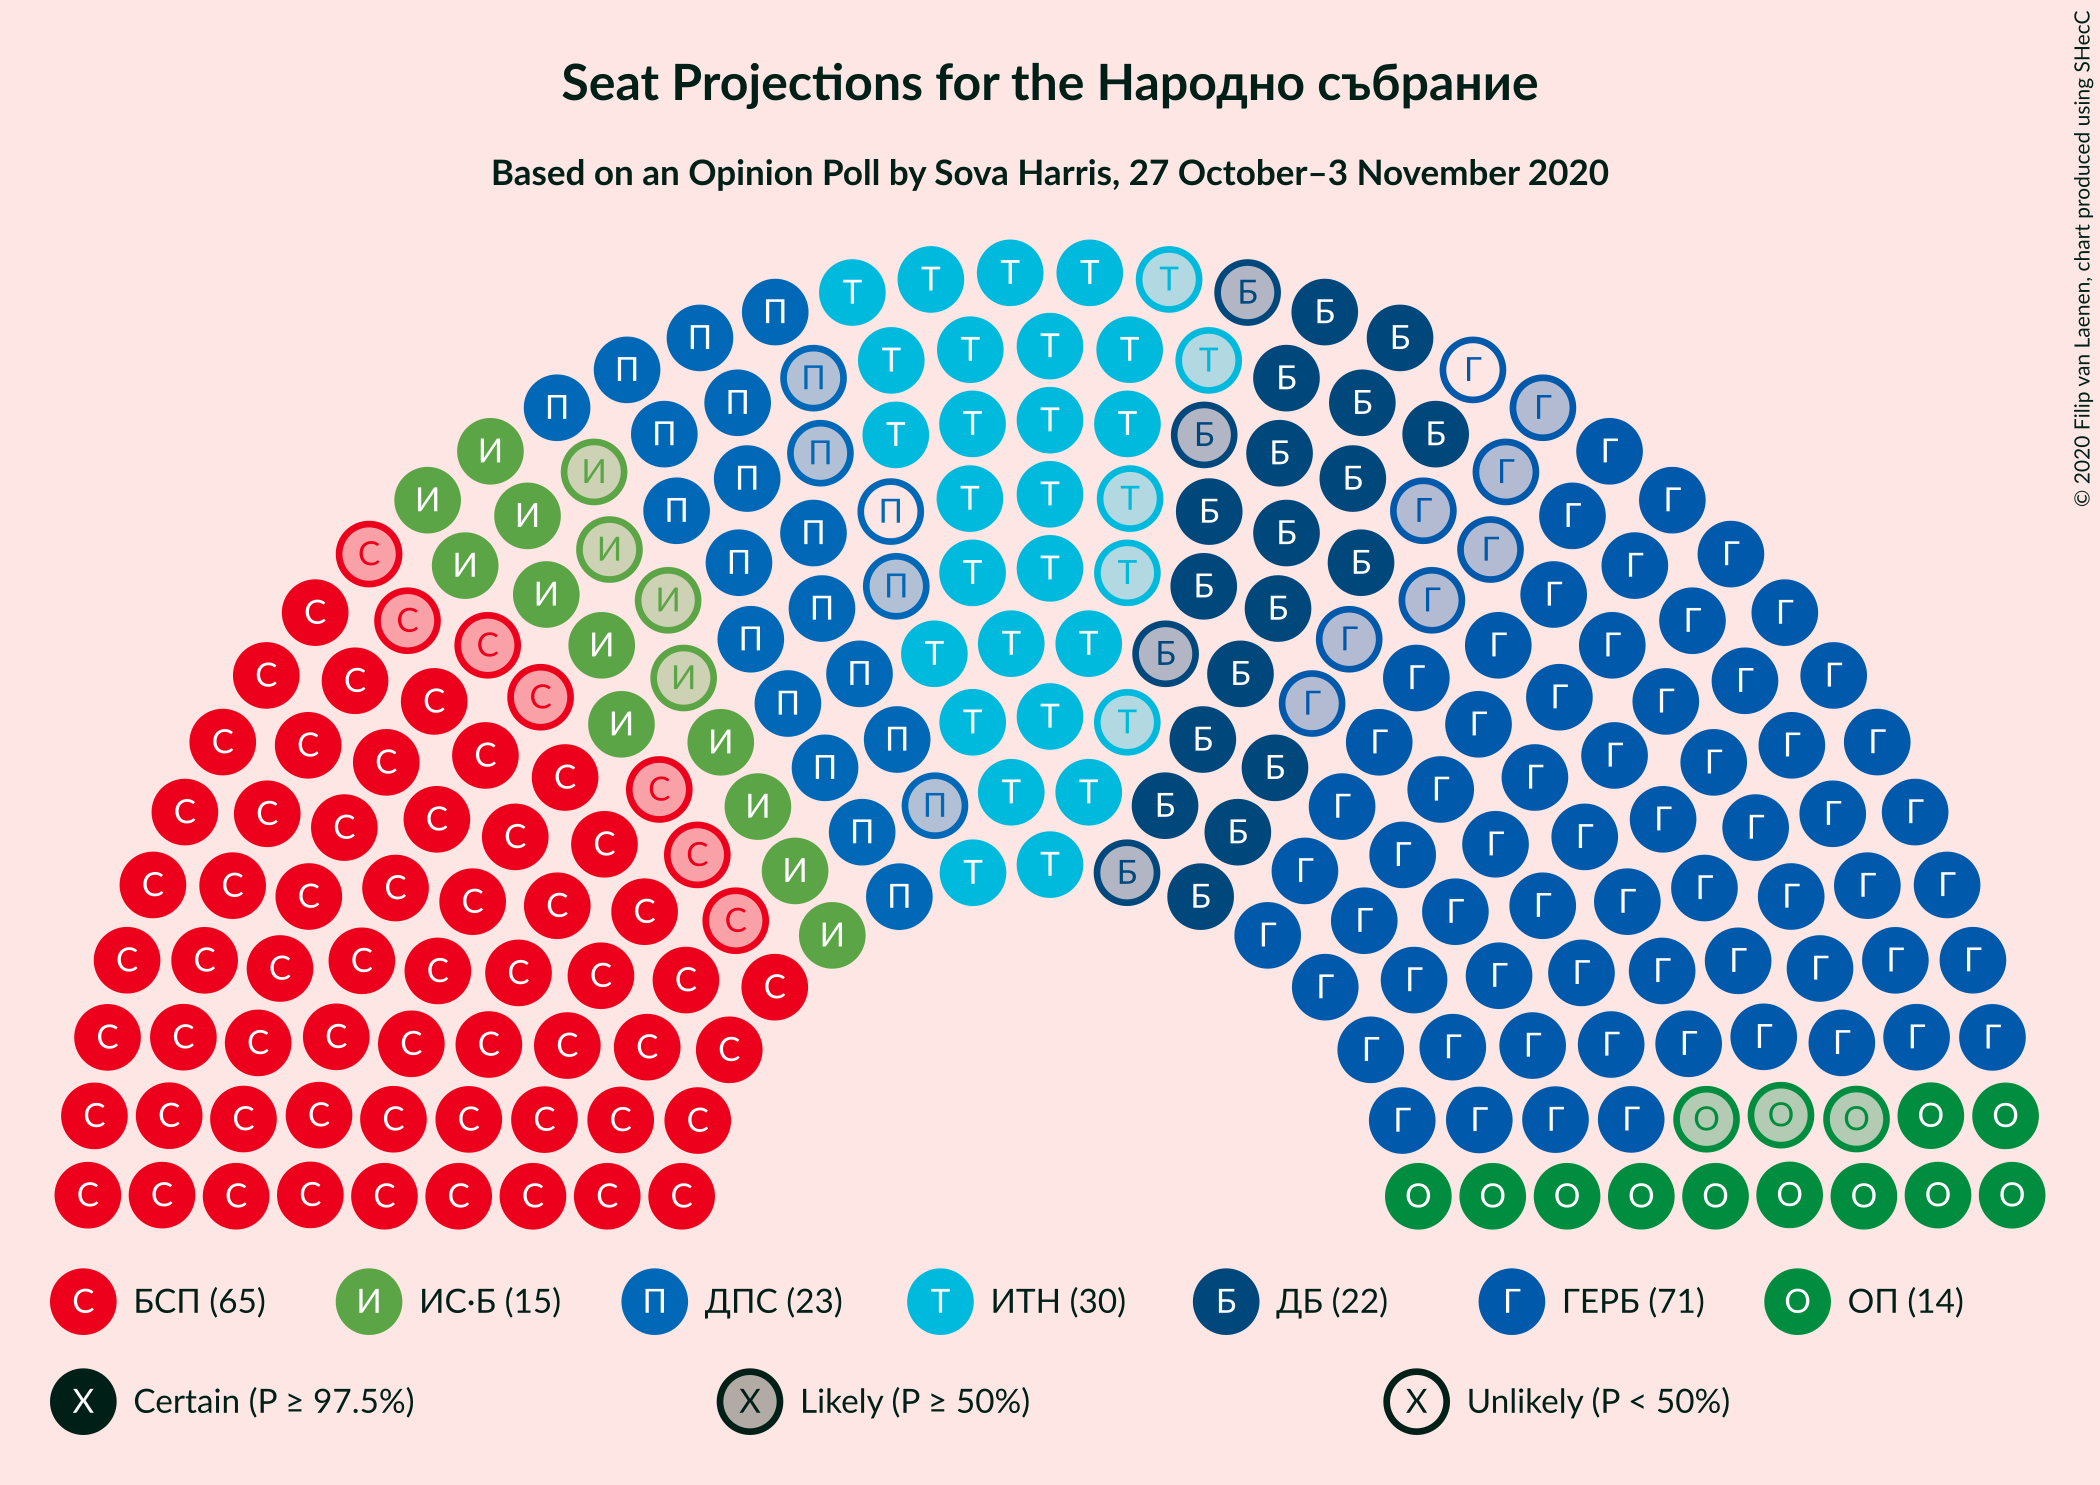 Seat Projections for the Народно събрание
Based on an Opinion Poll by Sova Harris, 27 October–3 November 2020
© 2020 Filip van Laenen, chart produced using SHecC
С БСП (65) И ИС·Б (15) П ДПС (23) Т ИТН (30) Б ДБ (22) Г ГЕРБ (71) О ОП (14)
X Certain (P ≥ 97.5%) X Likely (P ≥ 50%) X Unlikely (P < 50%)